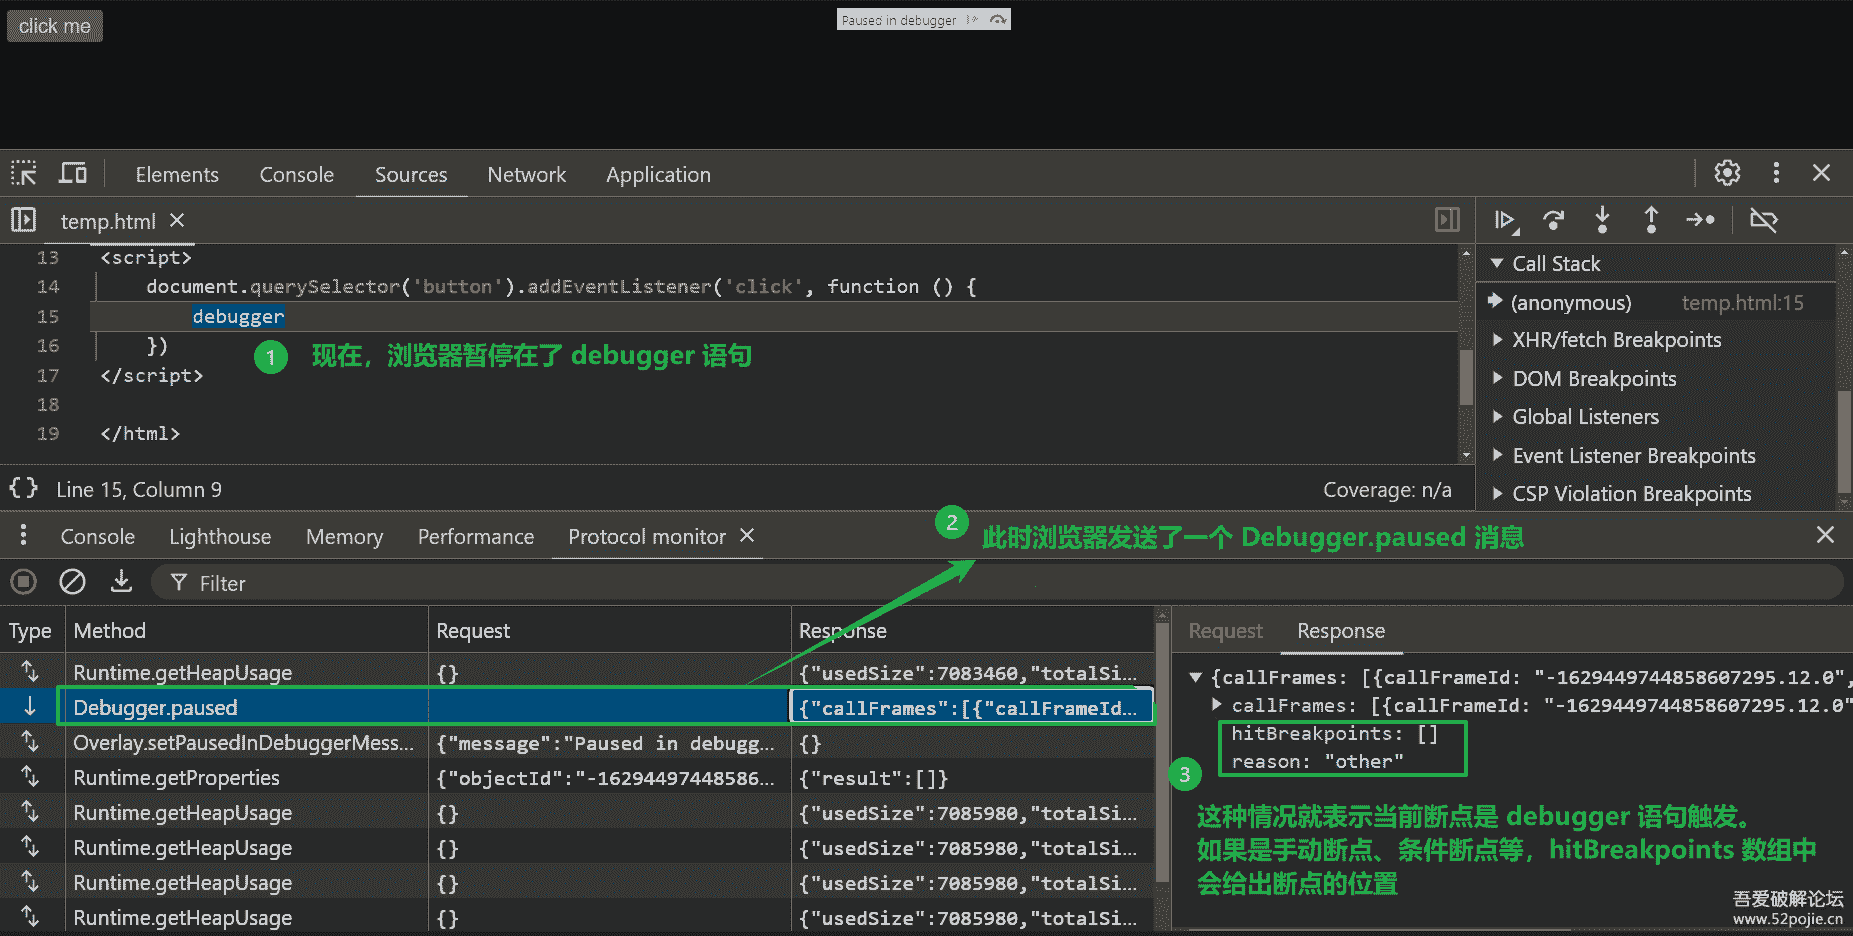 click me
Paused in debugger
Elements Console Sources Network Application
temp.html
13 <script>
14 document.querySelector('button').addEventListener('click', function () {
15 debugger
16 })
17 </script>
18
19 </html>
1 现在，浏览器暂停在了 debugger 语句
Call Stack
(anonymous) temp.html:15
XHR/fetch Breakpoints
DOM Breakpoints
Global Listeners
Event Listener Breakpoints
CSP Violation Breakpoints
{} Line 15, Column 9 Coverage: n/a
Console Lighthouse Memory Performance Protocol monitor
2 此时浏览器发送了一个 Debugger.paused 消息
Filter
Type Method Request Response
Runtime.getHeapUsage {} {"usedSize":7083460,"totalSi...
Debugger.paused {"callFrames":[{"callFrameId...
Overlay.setPausedInDebuggerMess... {"message":"Paused in debugg... {}
Runtime.getProperties {"objectId":"-16294497448586... {"result":[]}
Runtime.getHeapUsage {} {"usedSize":7085980,"totalSi...
Runtime.getHeapUsage {} {"usedSize":7085980,"totalSi...
Runtime.getHeapUsage {} {"usedSize":7085980,"totalSi...
Runtime.getHeapUsage {} {"usedSize":7085980,"totalSi...
Request Response
{callFrames: [{callFrameId: "-1629449744858607295.12.0",
callFrames: [{callFrameId: "-1629449744858607295.12.0"
hitBreakpoints: []
reason: "other"
3
这种情况就表示当前断点是 debugger 语句触发。
如果是手动断点、条件断点等，hitBreakpoints 数组中
会给出断点的位置
吾爱破解论坛
www.52pojie.cn